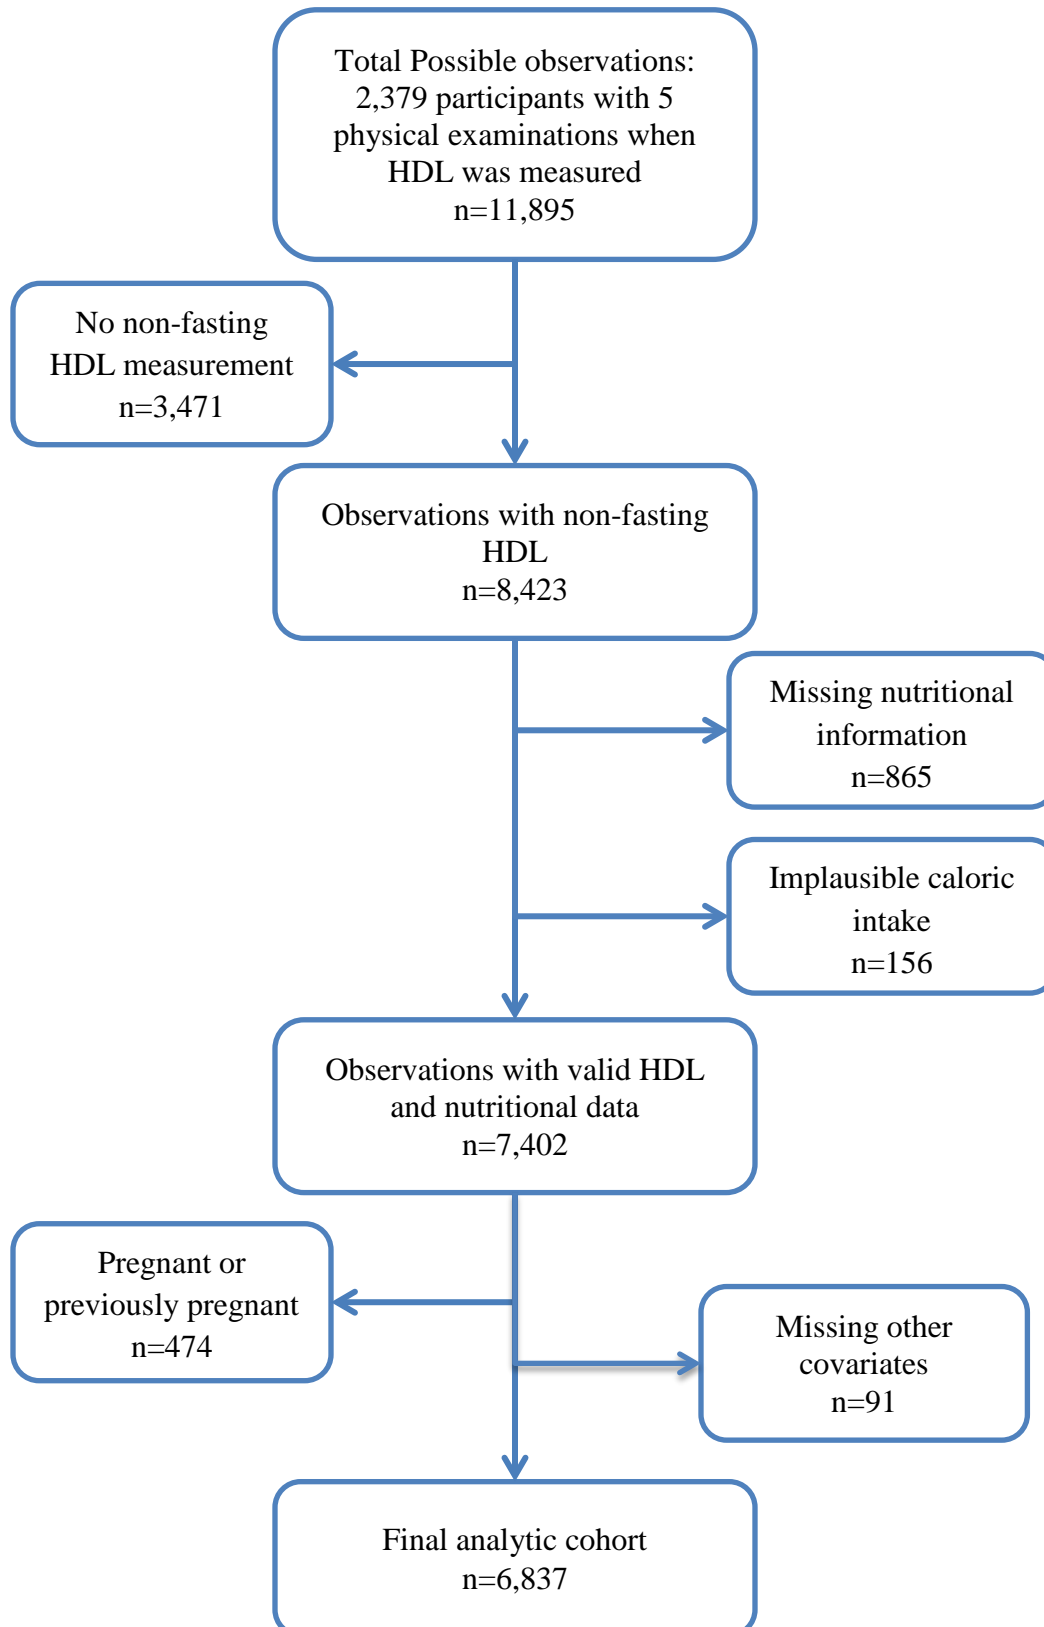 Total Possible observations:
2,379 participants with 5
physical examinations when
HDL was measured
n=11,895
No non-fasting
HDL measurement
n=3,471
Observations with non-fasting
HDL
n=8,423
Missing nutritional
information
n=865
Implausible caloric
intake
n=156
Observations with valid HDL
and nutritional data
n=7,402
Pregnant or
previously pregnant
n=474
Missing other
covariates
n=91
Final analytic cohort
n=6,837